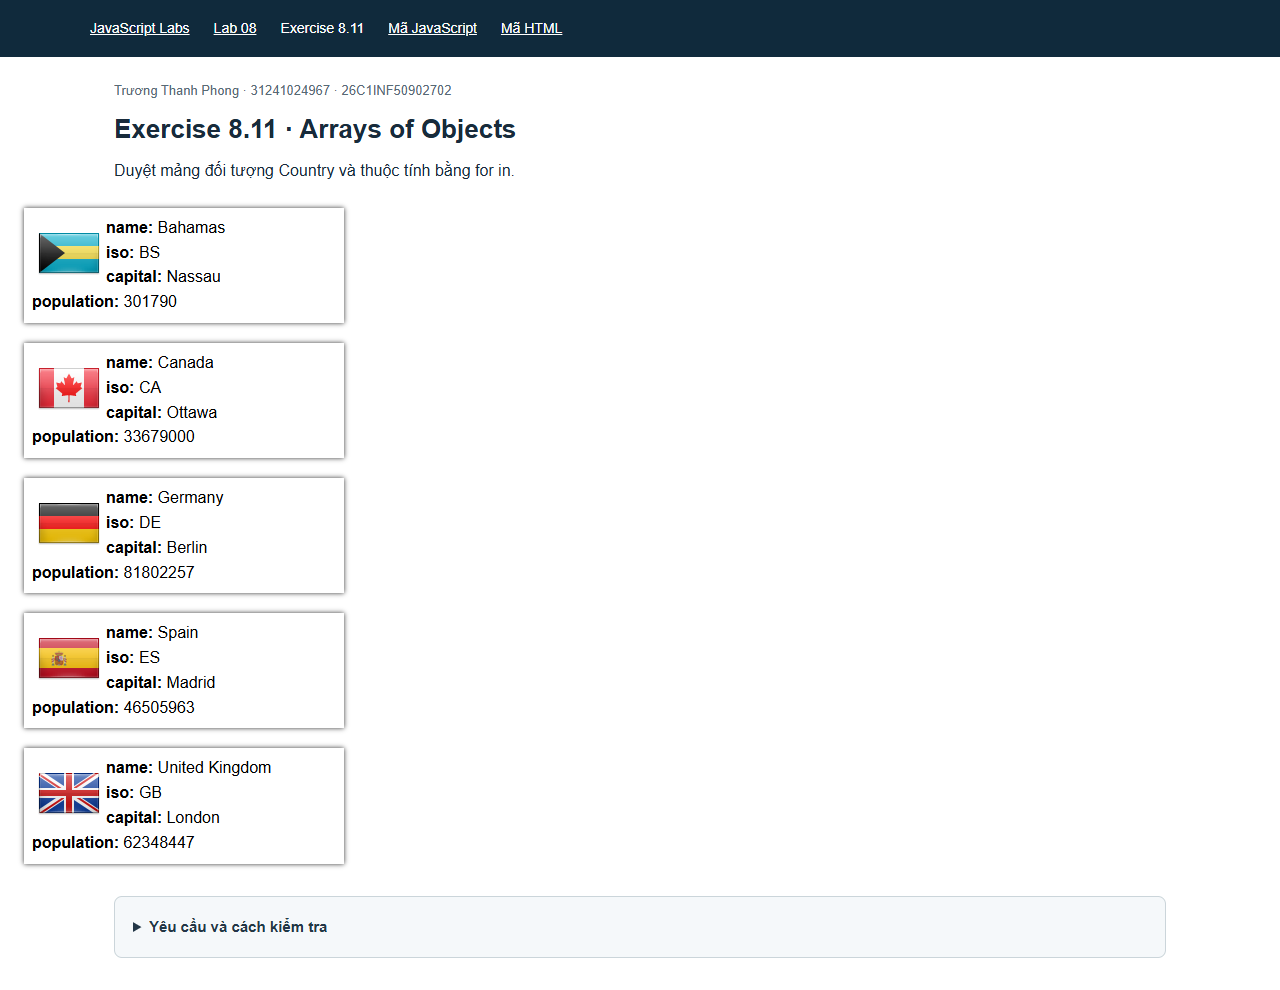 JavaScript Labs Lab 08 Exercise 8.11 Mã JavaScript Mã HTML
Trương Thanh Phong · 31241024967 · 26C1INF50902702
Exercise 8.11 · Arrays of Objects
Duyệt mảng đối tượng Country và thuộc tính bằng for in.
name: Bahamas
iso: BS
capital: Nassau
population: 301790
name: Canada
iso: CA
capital: Ottawa
population: 33679000
name: Germany
iso: DE
capital: Berlin
population: 81802257
name: Spain
iso: ES
capital: Madrid
population: 46505963
name: United Kingdom
iso: GB
capital: London
population: 62348447
Yêu cầu và cách kiểm tra